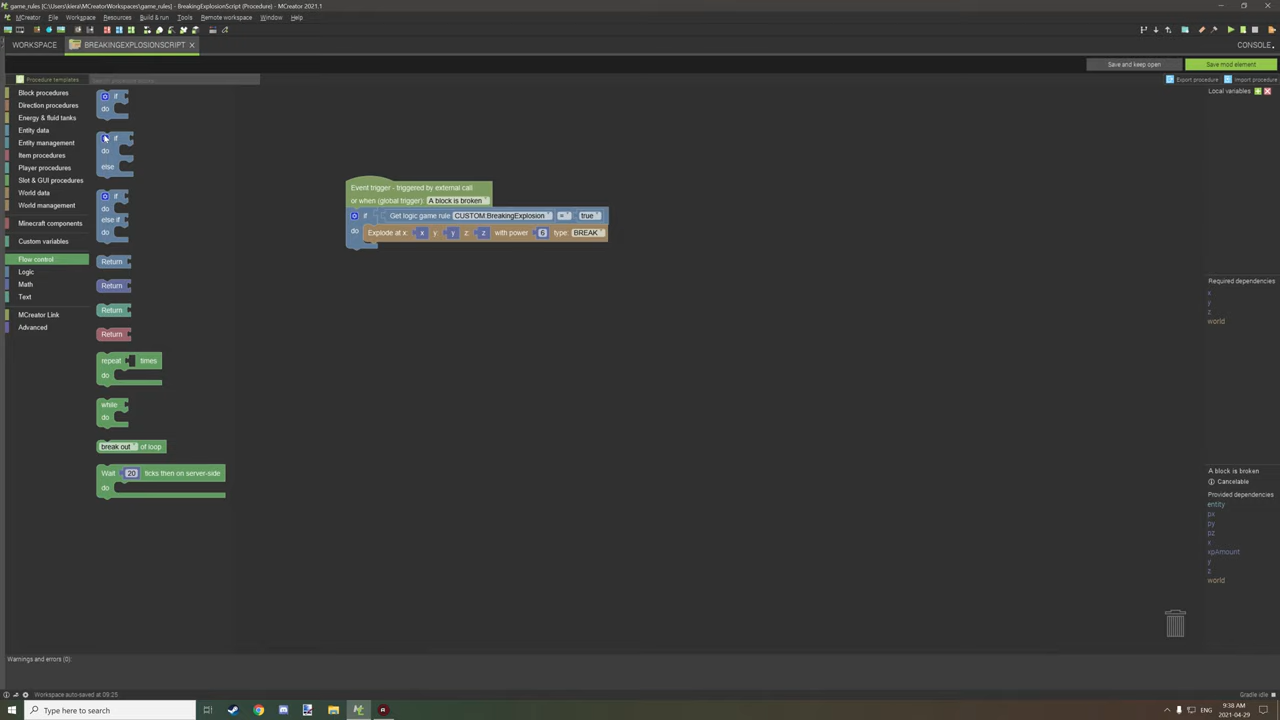 game_rules [C:\Users\kiera\MCreatorWorkspaces\game_rules] - BreakingExplosionScript (Procedure) - MCreator 2021.1
MCreator File Workspace Resources Build & run Tools Remote workspace Window Help
WORKSPACE BREAKINGEXPLOSIONSCRIPT CONSOLE
Save and keep open Save mod element
Procedure templates Search procedure blocks Export procedure Import procedure
Local variables
Block procedures
Direction procedures
Energy & fluid tanks
Entity data
Entity management
Item procedures
Player procedures
Slot & GUI procedures
World data
World management
Minecraft components
Custom variables
Flow control
Logic
Math
Text
MCreator Link
Advanced
if
do
if
do
else
if
do
else if
do
Return
Return
Return
Return
repeat times
do
while
do
break out of loop
Wait 20 ticks then on server-side
do
Event trigger - triggered by external call
or when (global trigger): A block is broken
if Get logic game rule CUSTOM:BreakingExplosion = true
do Explode at x: x y: y z: z with power 6 type: BREAK
Required dependencies
x
y
z
world
A block is broken
Cancelable
Provided dependencies
entity
px
py
pz
x
xpAmount
y
z
world
Warnings and errors (0):
Workspace auto-saved at 09:25 Gradle idle
Type here to search
ENG 9:38 AM
2021-04-29